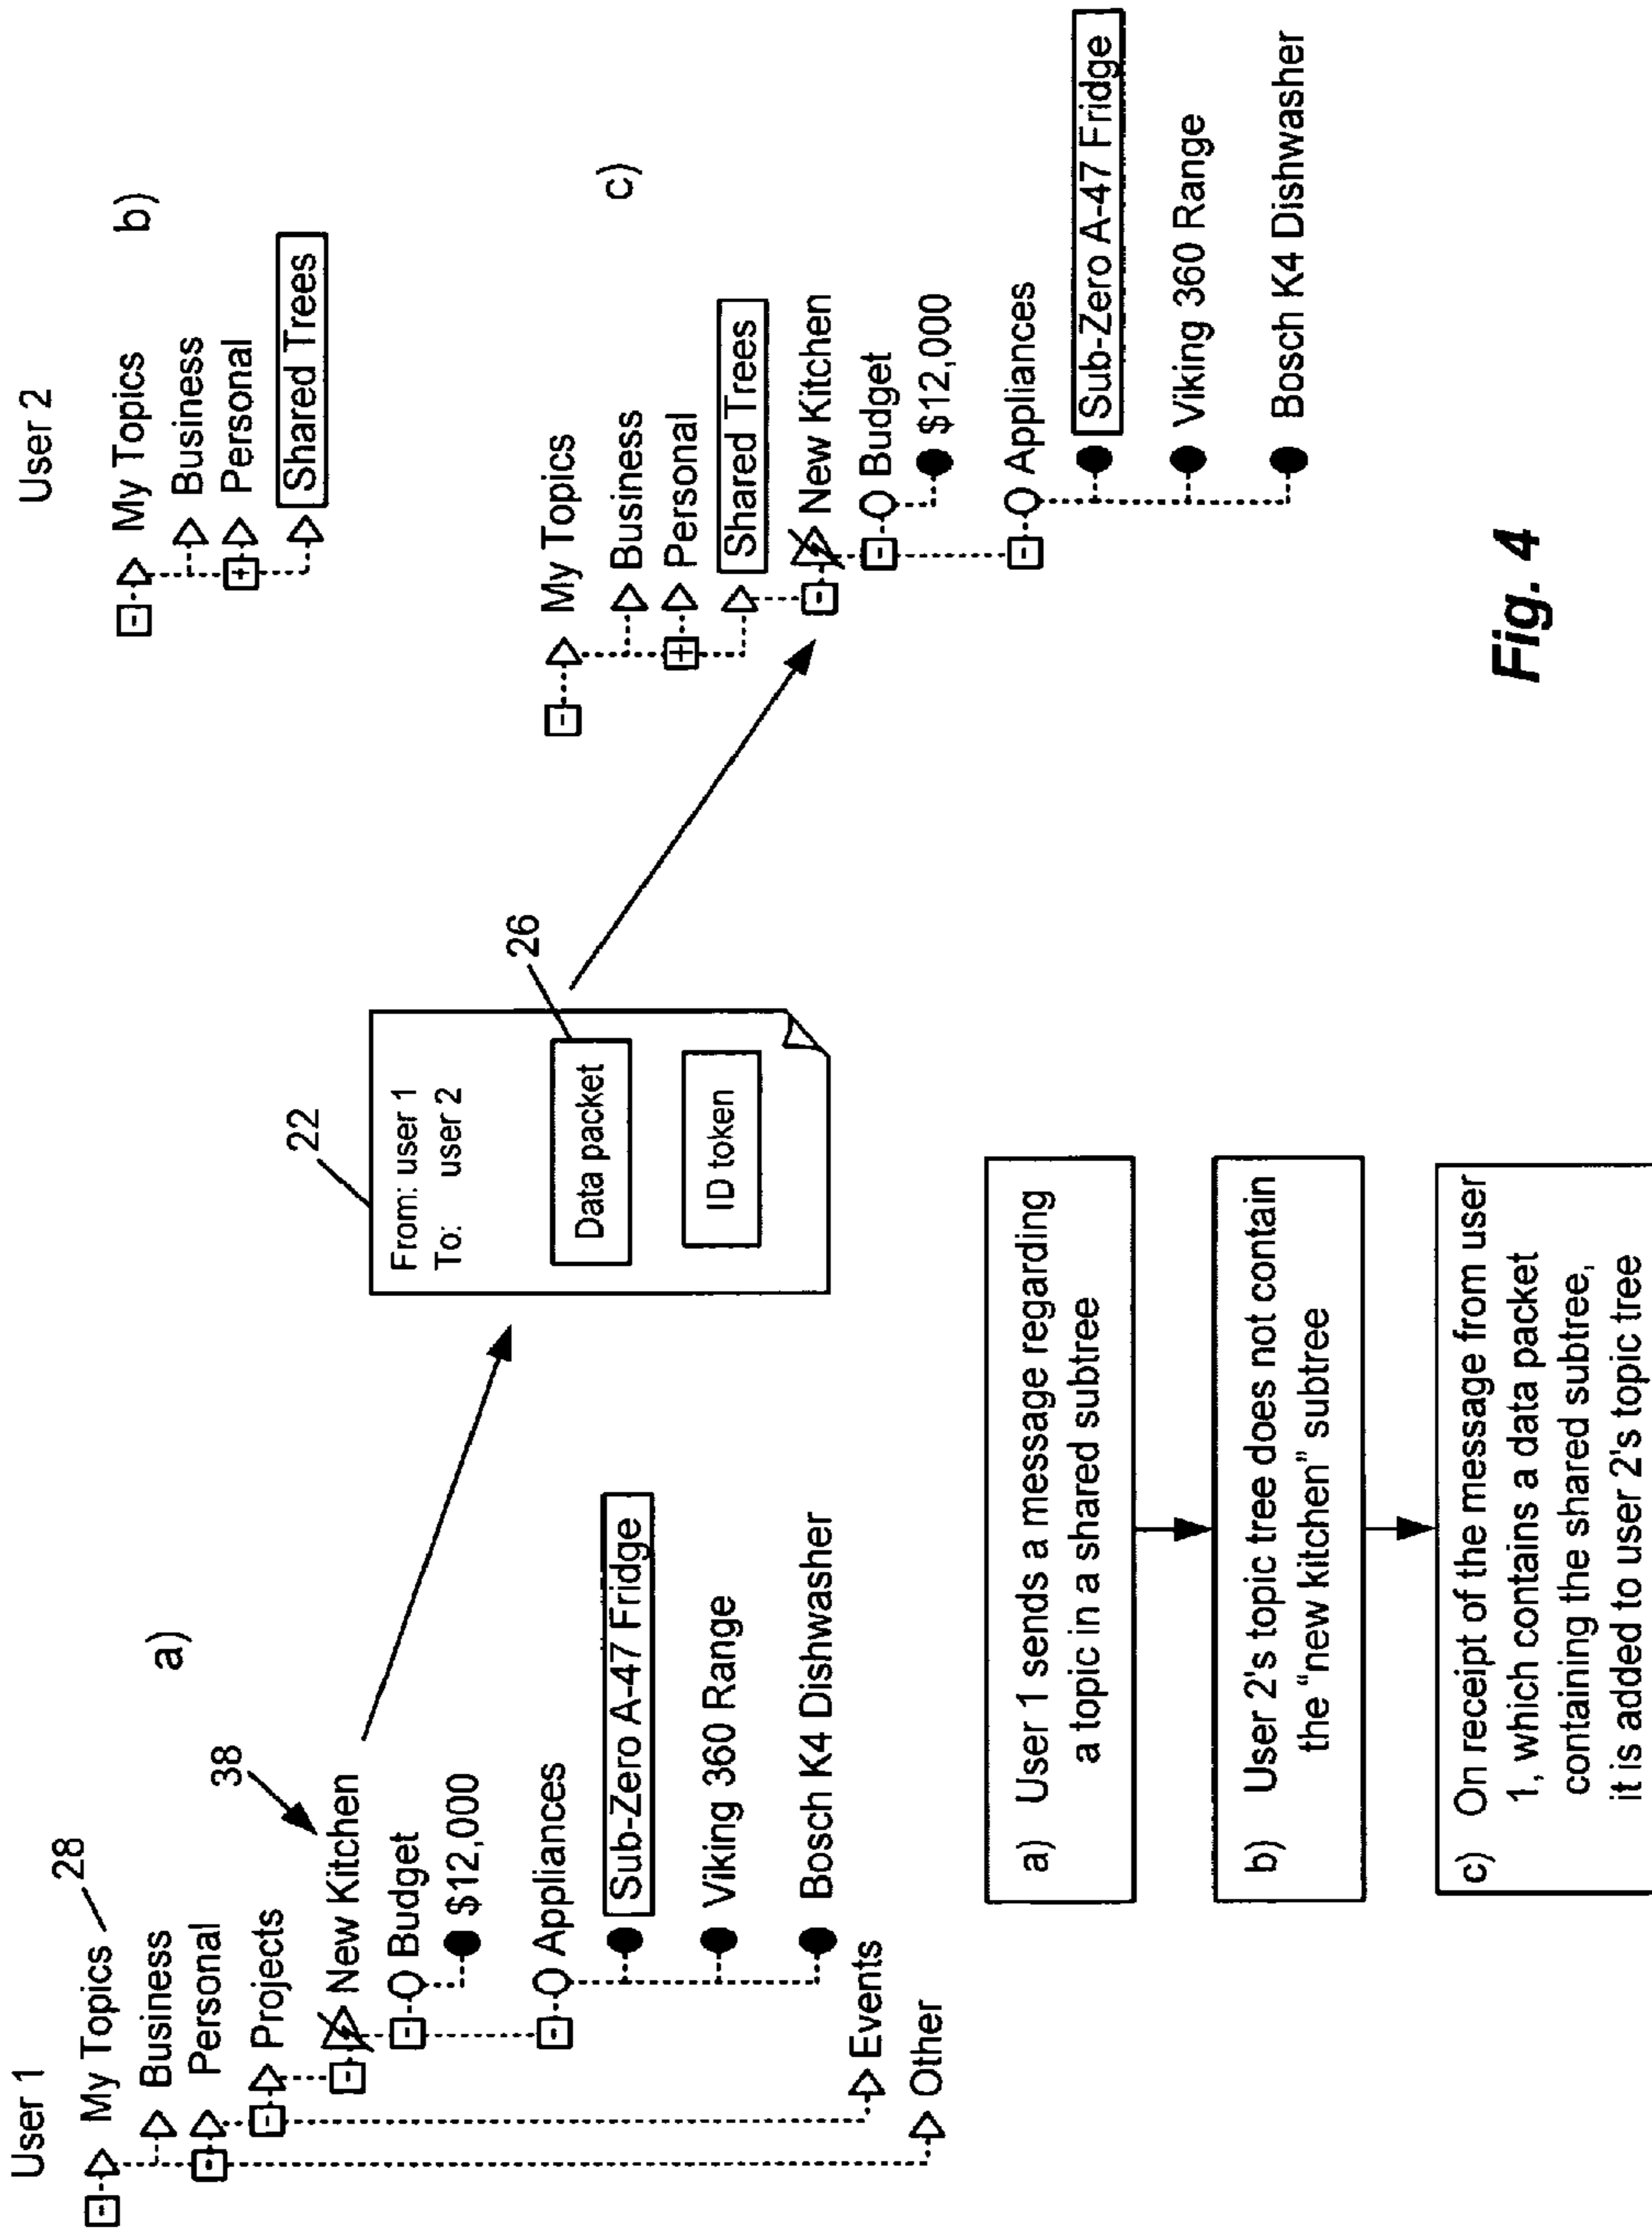 User 1
a)
My Topics
28
Business
Personal
Projects
38
New Kitchen
Budget
$12,000
Appliances
Sub-Zero A-47 Fridge
Viking 360 Range
Bosch K4 Dishwasher
Events
Other
22
From: user 1
To: user 2
26
Data packet
ID token
User 2
b)
My Topics
Business
Personal
Shared Trees
c)
My Topics
Business
Personal
Shared Trees
New Kitchen
Budget
$12,000
Appliances
Sub-Zero A-47 Fridge
Viking 360 Range
Bosch K4 Dishwasher
a) User 1 sends a message regarding
a topic in a shared subtree
b) User 2's topic tree does not contain
the “new kitchen” subtree
c) On receipt of the message from user
1, which contains a data packet
containing the shared subtree,
it is added to user 2's topic tree
Fig. 4